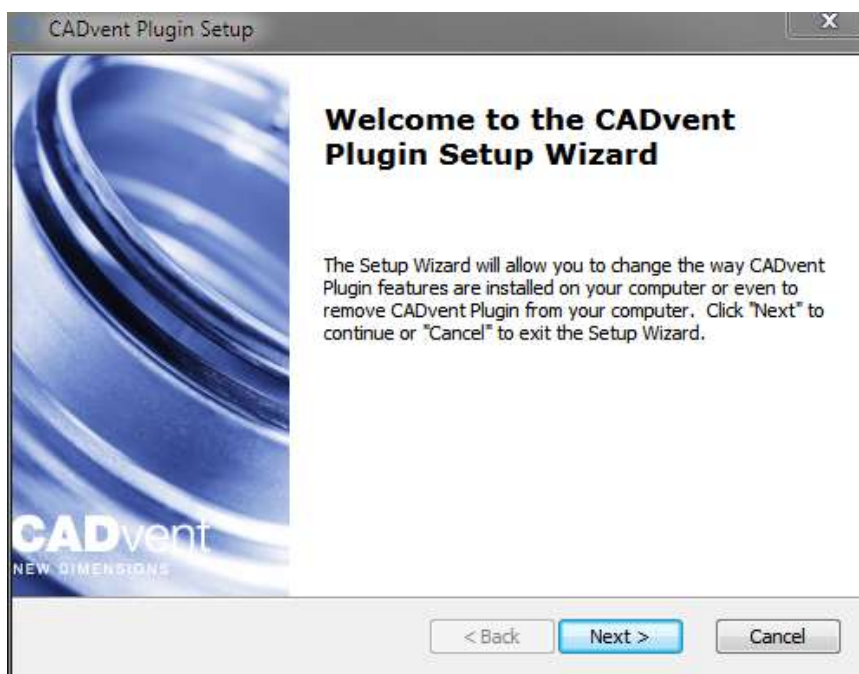 CADvent Plugin Setup
X
Welcome to the CADvent
Plugin Setup Wizard
The Setup Wizard will allow you to change the way CADvent
Plugin features are installed on your computer or even to
remove CADvent Plugin from your computer.  Click "Next" to
continue or "Cancel" to exit the Setup Wizard.
CADvent
NEW DIMENSIONS
< Back
Next >
Cancel